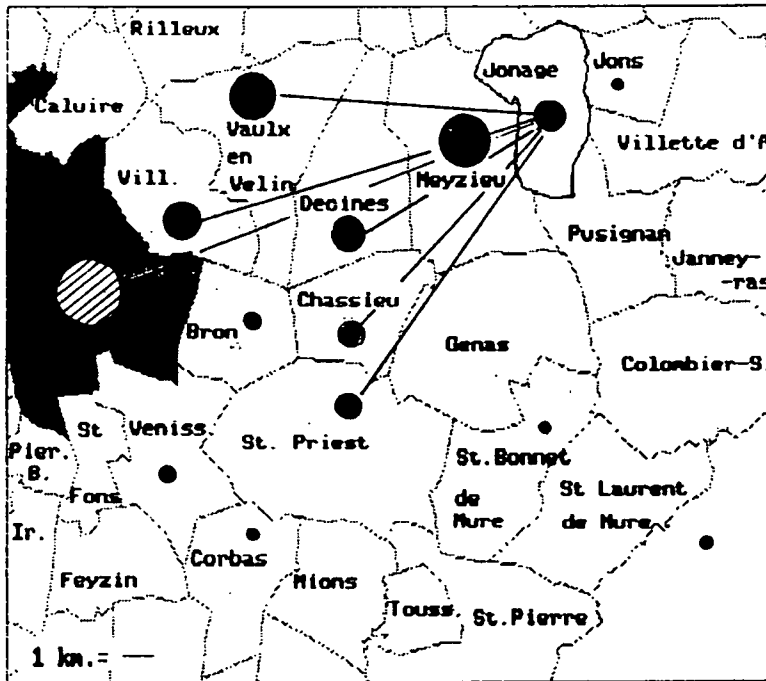 Rilleux
Jonage
Jons
Caluire
Vaulx
en
Velin
Villette d'A
Vill.
Meyzieu
Decines
Pusignan
Janney-
-ras
Chassieu
Bron
Genas
Colombier-S.
St
Fons
Veniss.
St. Priest
Pier.
B.
St.Bonnet
de
Mure
St Laurent
de Mure
Ir.
Corbas
Feyzin
Mions
Touss.
St.Pierre
1 km.=